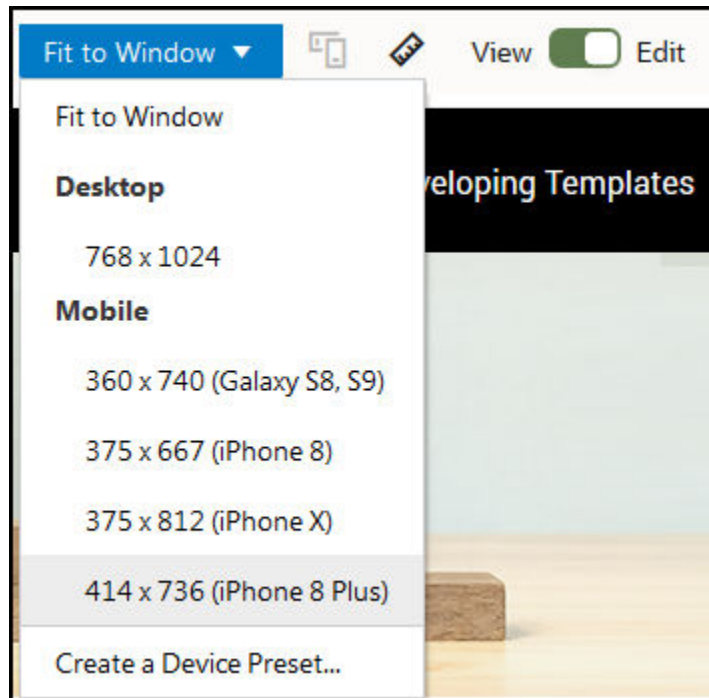 Fit to Window View Edit
Fit to Window
Desktop
veloping Templates
768 x 1024
Mobile
360 x 740 (Galaxy S8, S9)
375 x 667 (iPhone 8)
375 x 812 (iPhone X)
414 x 736 (iPhone 8 Plus)
Create a Device Preset...